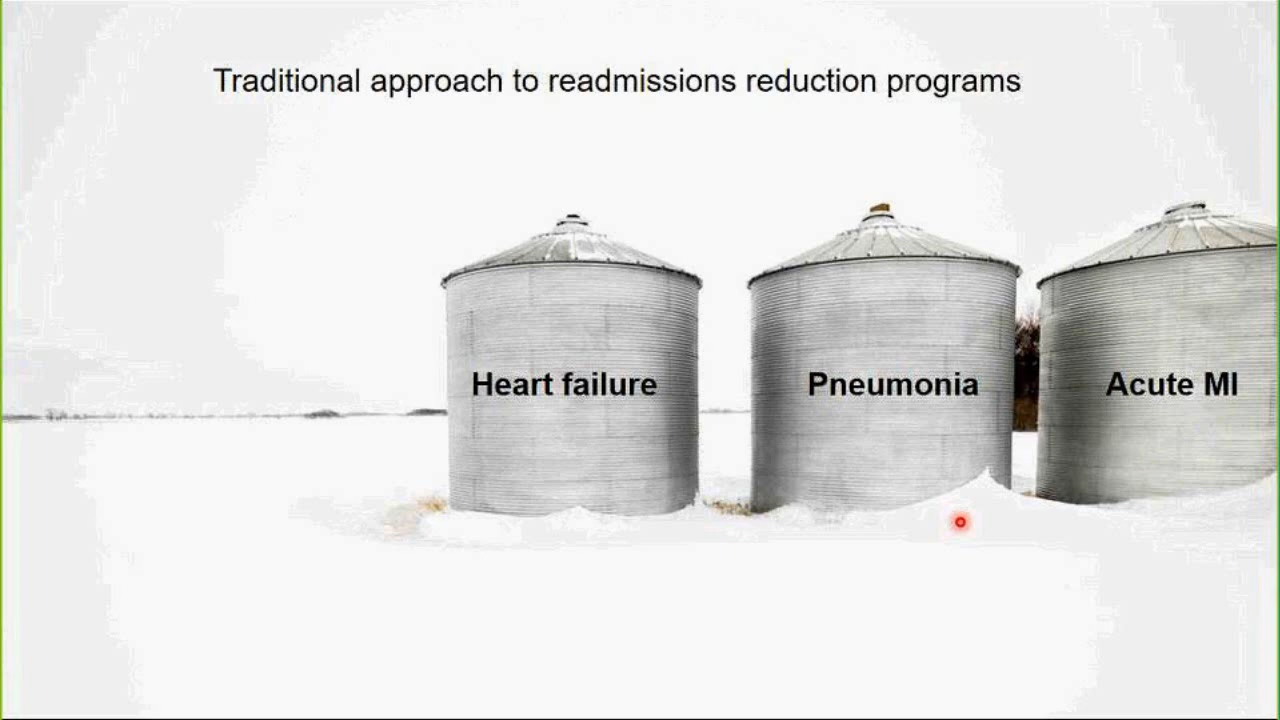 Traditional approach to readmissions reduction programs
Heart failure
Pneumonia
Acute MI